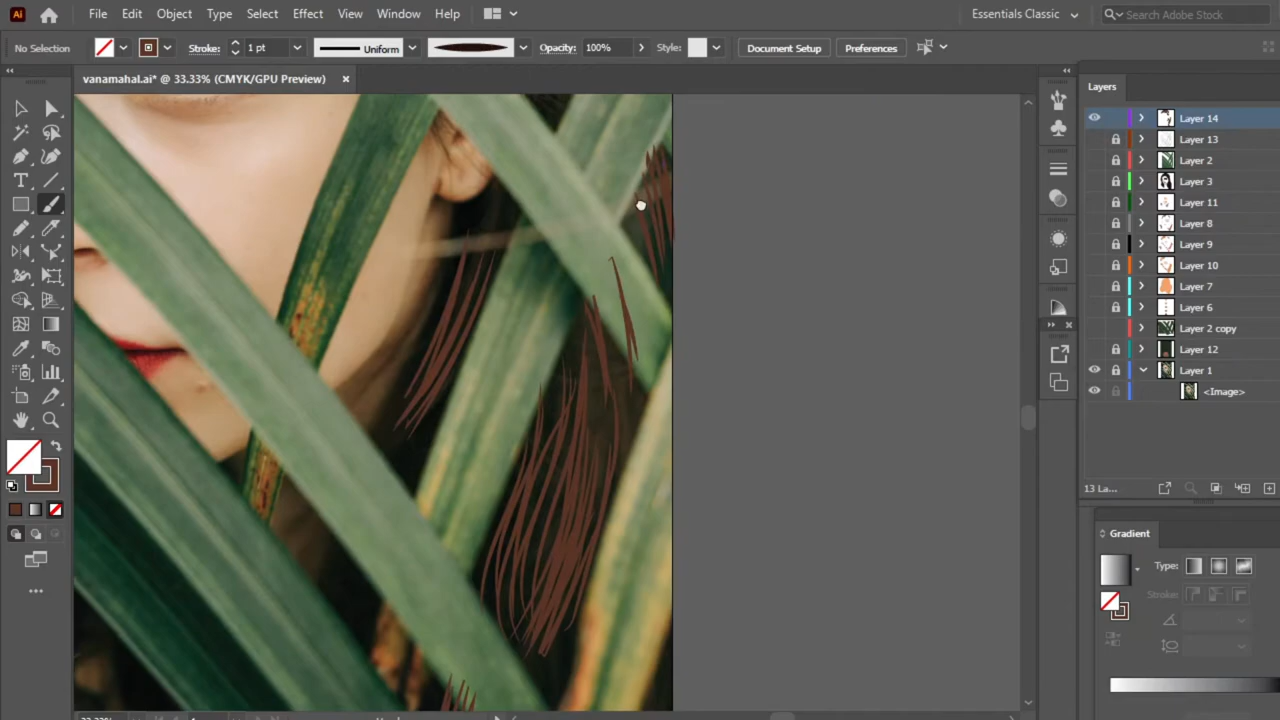 Ai File Edit Object Type Select Effect View Window Help Essentials Classic Search Adobe Stock
No Selection Stroke: 1 pt Uniform Opacity: 100% Style: Document Setup Preferences
vanamahal.ai* @ 33.33% (CMYK/GPU Preview)
Layers
Layer 14
Layer 13
Layer 2
Layer 3
Layer 11
Layer 8
Layer 9
Layer 10
Layer 7
Layer 6
Layer 2 copy
Layer 12
Layer 1
<Image>
13 La...
Gradient
Type:
Stroke: